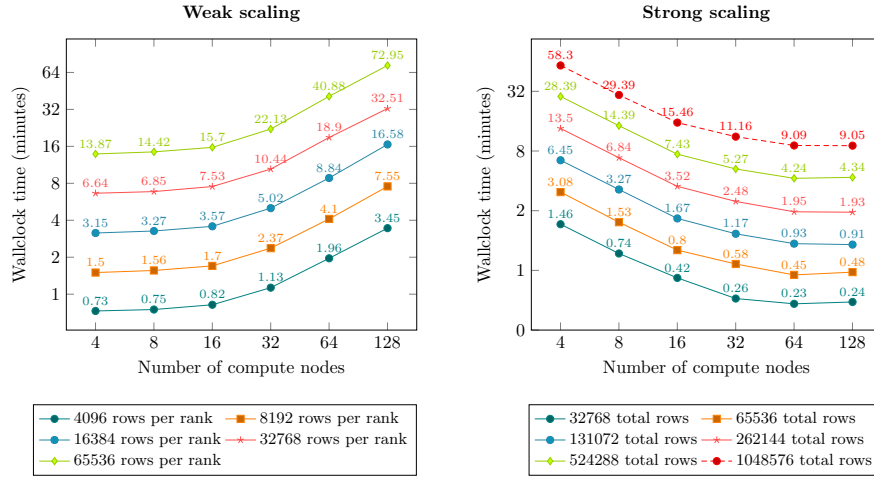 Weak scaling
Wallclock time (minutes)
64
32
16
8
4
2
1
72.95
40.88
22.13
13.87 14.42 15.7
32.51
18.9
10.44
6.64 6.85 7.53
16.58
8.84
5.02
3.15 3.27 3.57
7.55
4.1
2.37
1.5 1.56 1.7
3.45
1.96
1.13
0.73 0.75 0.82
4 8 16 32 64 128
Number of compute nodes
4096 rows per rank 8192 rows per rank
16384 rows per rank 32768 rows per rank
65536 rows per rank
Strong scaling
Wallclock time (minutes)
32
8
2
1
0
58.3 29.39 15.46 11.16 9.09 9.05
28.39 14.39 7.43 5.27 4.24 4.34
13.5 6.84 3.52 2.48 1.95 1.93
6.45 3.27 1.67 1.17 0.93 0.91
3.08 1.53 0.8 0.58 0.45 0.48
1.46 0.74 0.42 0.26 0.23 0.24
4 8 16 32 64 128
Number of compute nodes
32768 total rows 65536 total rows
131072 total rows 262144 total rows
524288 total rows 1048576 total rows